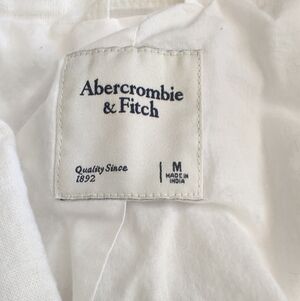 Abercrombie
& Fitch
Quality Since
1892
M
MADE IN
INDIA